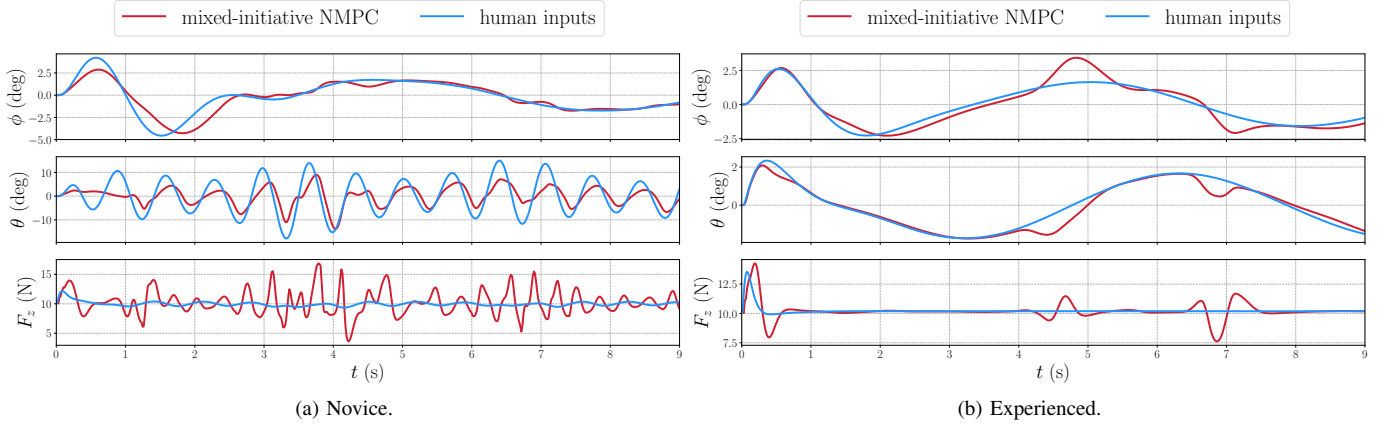 mixed-initiative NMPC human inputs
ϕ (deg)
2.5
0.0
−2.5
−5.0
θ (deg)
10
0
−10
F_z (N)
15
10
5
0 1 2 3 4 5 6 7 8 9
t (s)
(a) Novice.
mixed-initiative NMPC human inputs
ϕ (deg)
2.5
0.0
−2.5
θ (deg)
2
0
F_z (N)
12.5
10.0
7.5
0 1 2 3 4 5 6 7 8 9
t (s)
(b) Experienced.